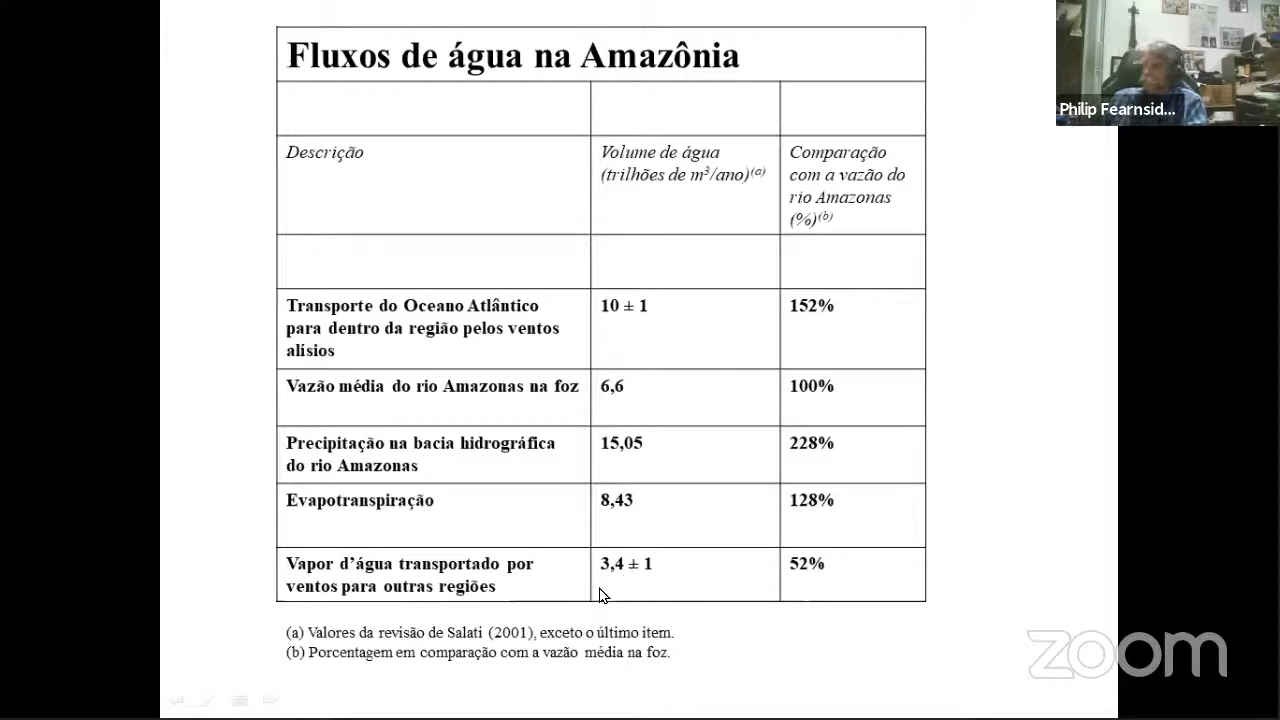 Fluxos de água na Amazônia
Descrição
Volume de água
(trilhões de m³/ano)(a)
Comparação
com a vazão do
rio Amazonas
(%)(b)
Transporte do Oceano Atlântico
para dentro da região pelos ventos
alísios
10 ± 1
152%
Vazão média do rio Amazonas na foz
6,6
100%
Precipitação na bacia hidrográfica
do rio Amazonas
15,05
228%
Evapotranspiração
8,43
128%
Vapor d’água transportado por
ventos para outras regiões
3,4 ± 1
52%
(a) Valores da revisão de Salati (2001), exceto o último item.
(b) Porcentagem em comparação com a vazão média na foz.
Philip Fearnsid...
zoom